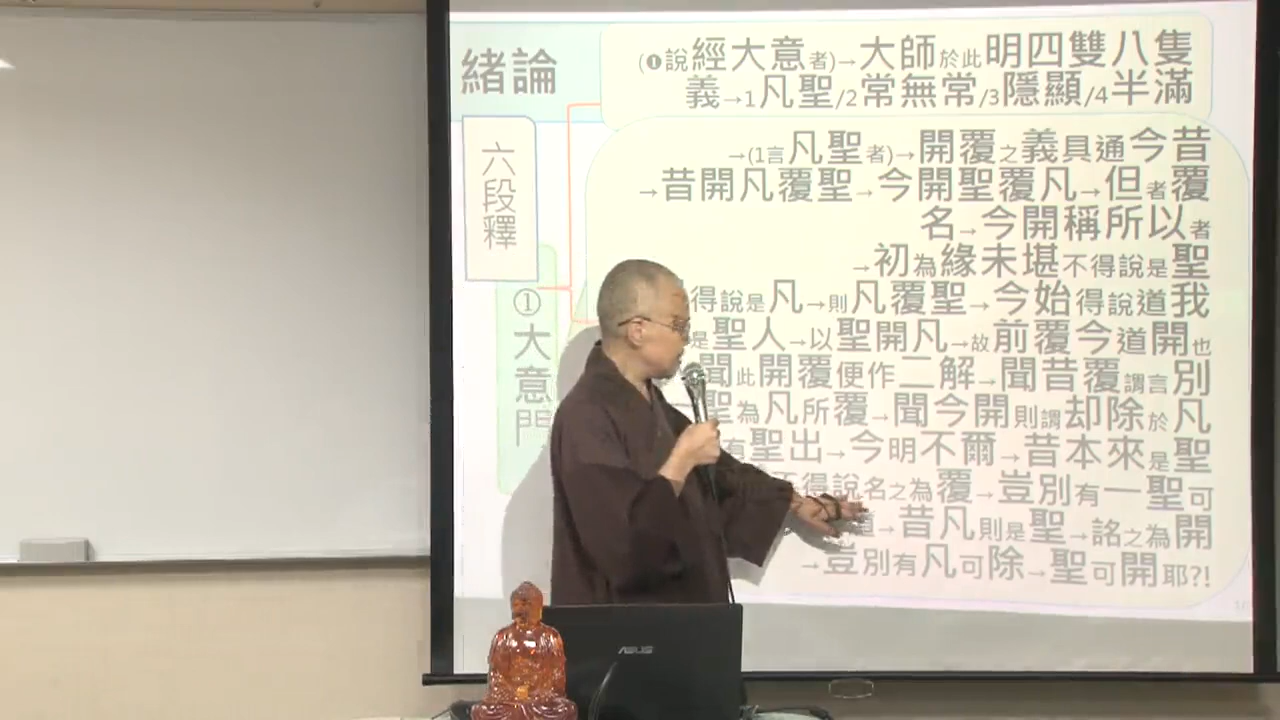 緒論
(❶說經大意者)→大師於此明四雙八隻
義→1凡聖/2常無常/3隱顯/4半滿
六段釋
①大意門
→(1言凡聖者)→開覆之義具通今昔
→昔開凡覆聖→今開聖覆凡→但者覆
名→今開稱所以者
→初為緣未堪不得說是聖
得說是凡→則凡覆聖→今始得說道我
是聖人→以聖開凡→故前覆今道開也
聞此開覆便作二解→聞昔覆謂言別
聖為凡所覆→聞今開則謂却除於凡
有聖出→今明不爾→昔本來是聖
不得說名之為覆→豈別有一聖可
→昔凡則是聖→詺之為開
→豈別有凡可除→聖可開耶?!
ASUS